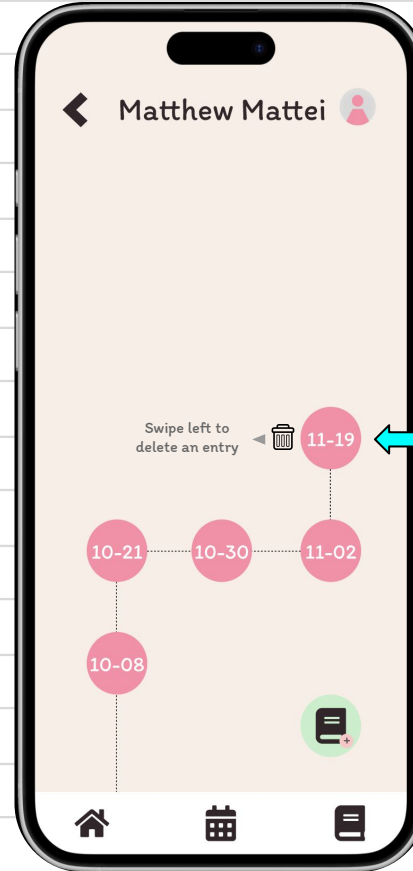 Matthew Mattei
Swipe left to
delete an entry
11-19
10-21
10-30
11-02
10-08